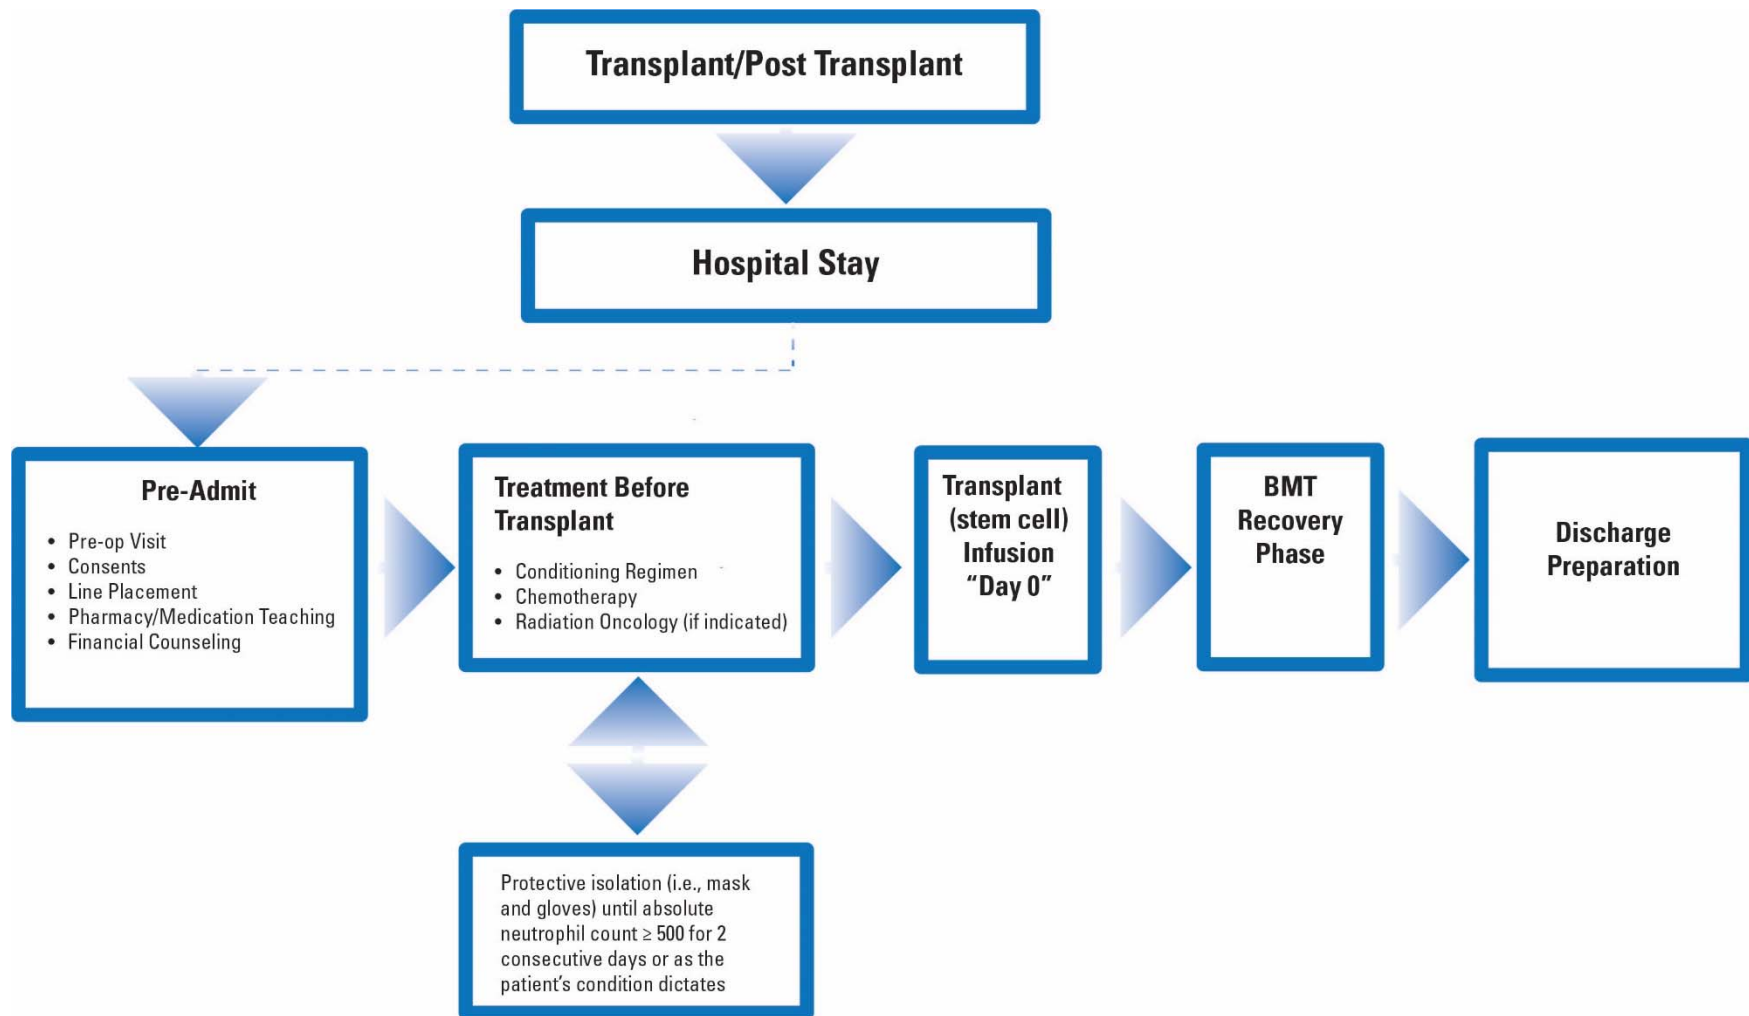 Transplant/Post Transplant
Hospital Stay
Pre-Admit
• Pre-op Visit
• Consents
• Line Placement
• Pharmacy/Medication Teaching
• Financial Counseling
Treatment Before
Transplant
• Conditioning Regimen
• Chemotherapy
• Radiation Oncology (if indicated)
Transplant
(stem cell)
Infusion
“Day 0”
BMT
Recovery
Phase
Discharge
Preparation
Protective isolation (i.e., mask
and gloves) until absolute
neutrophil count ≥ 500 for 2
consecutive days or as the
patient’s condition dictates